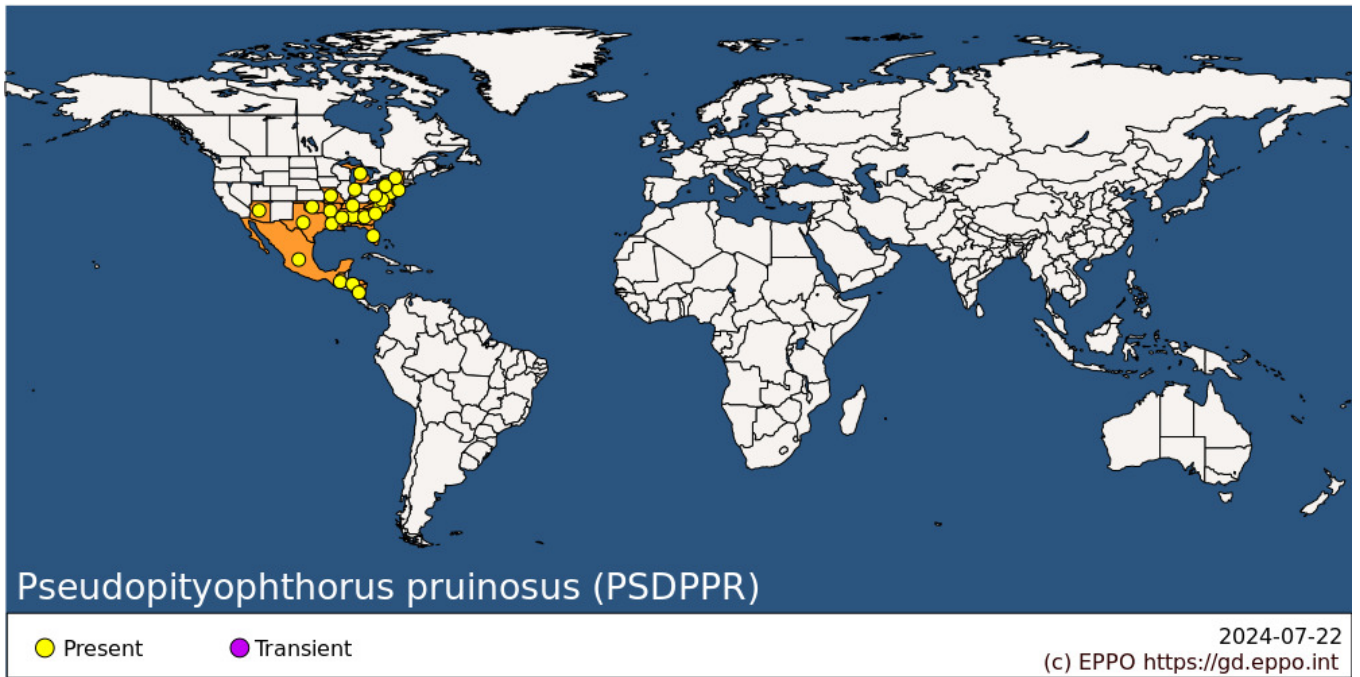 Pseudopityophthorus pruinosus (PSDPPR)
Present
Transient
2024-07-22
(c) EPPO https://gd.eppo.int